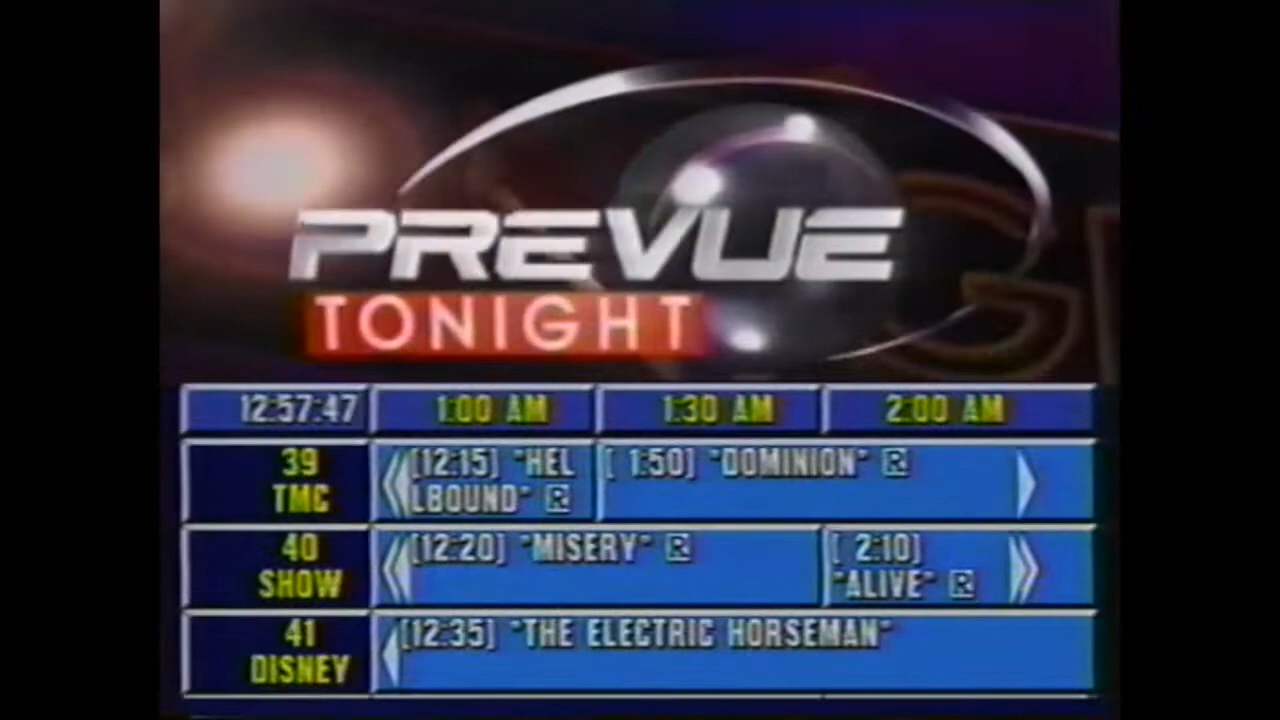 PREVUE
TONIGHT
12:57:47 1:00 AM 1:30 AM 2:00 AM
39 TMC
[12:15] "HEL
LBOUND" R
[ 1:50] "DOMINION" R
40 SHOW
[12:20] "MISERY" R
[ 2:10]
"ALIVE" R
41 DISNEY
[12:35] "THE ELECTRIC HORSEMAN"